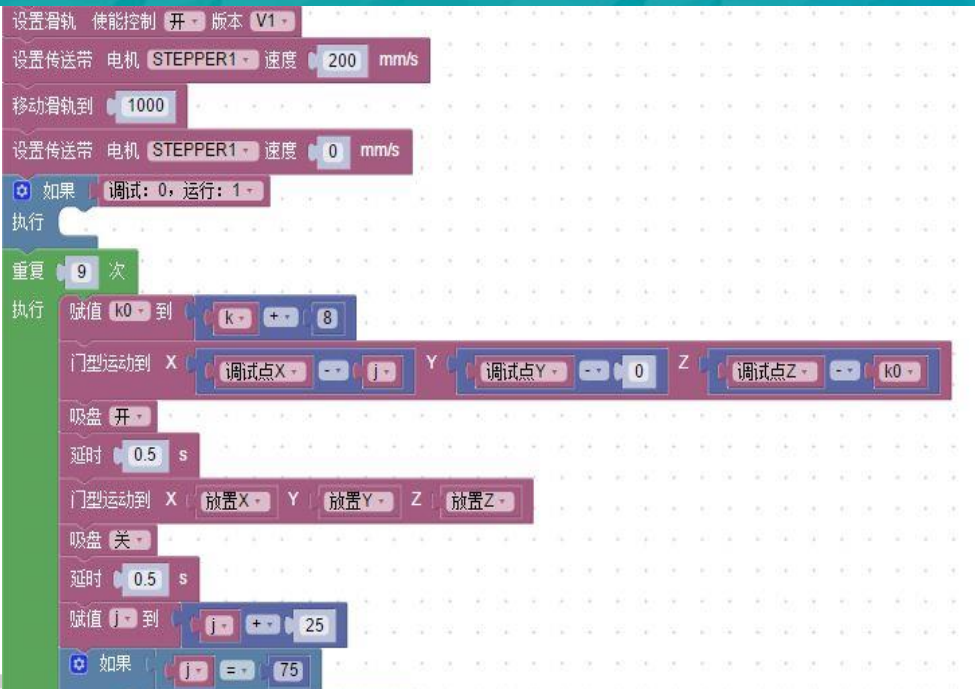 设置滑轨 使能控制 开 版本 V1
设置传送带 电机 STEPPER1 速度 200 mm/s
移动滑轨到 1000
设置传送带 电机 STEPPER1 速度 0 mm/s
如果 调试: 0, 运行: 1
执行
重复 9 次
执行 赋值 k0 到 k + 8
门型运动到 X 调试点X - j Y 调试点Y - 0 Z 调试点Z - k0
吸盘 开
延时 0.5 s
门型运动到 X 放置X Y 放置Y Z 放置Z
吸盘 关
延时 0.5 s
赋值 j 到 j + 25
如果 j = 75